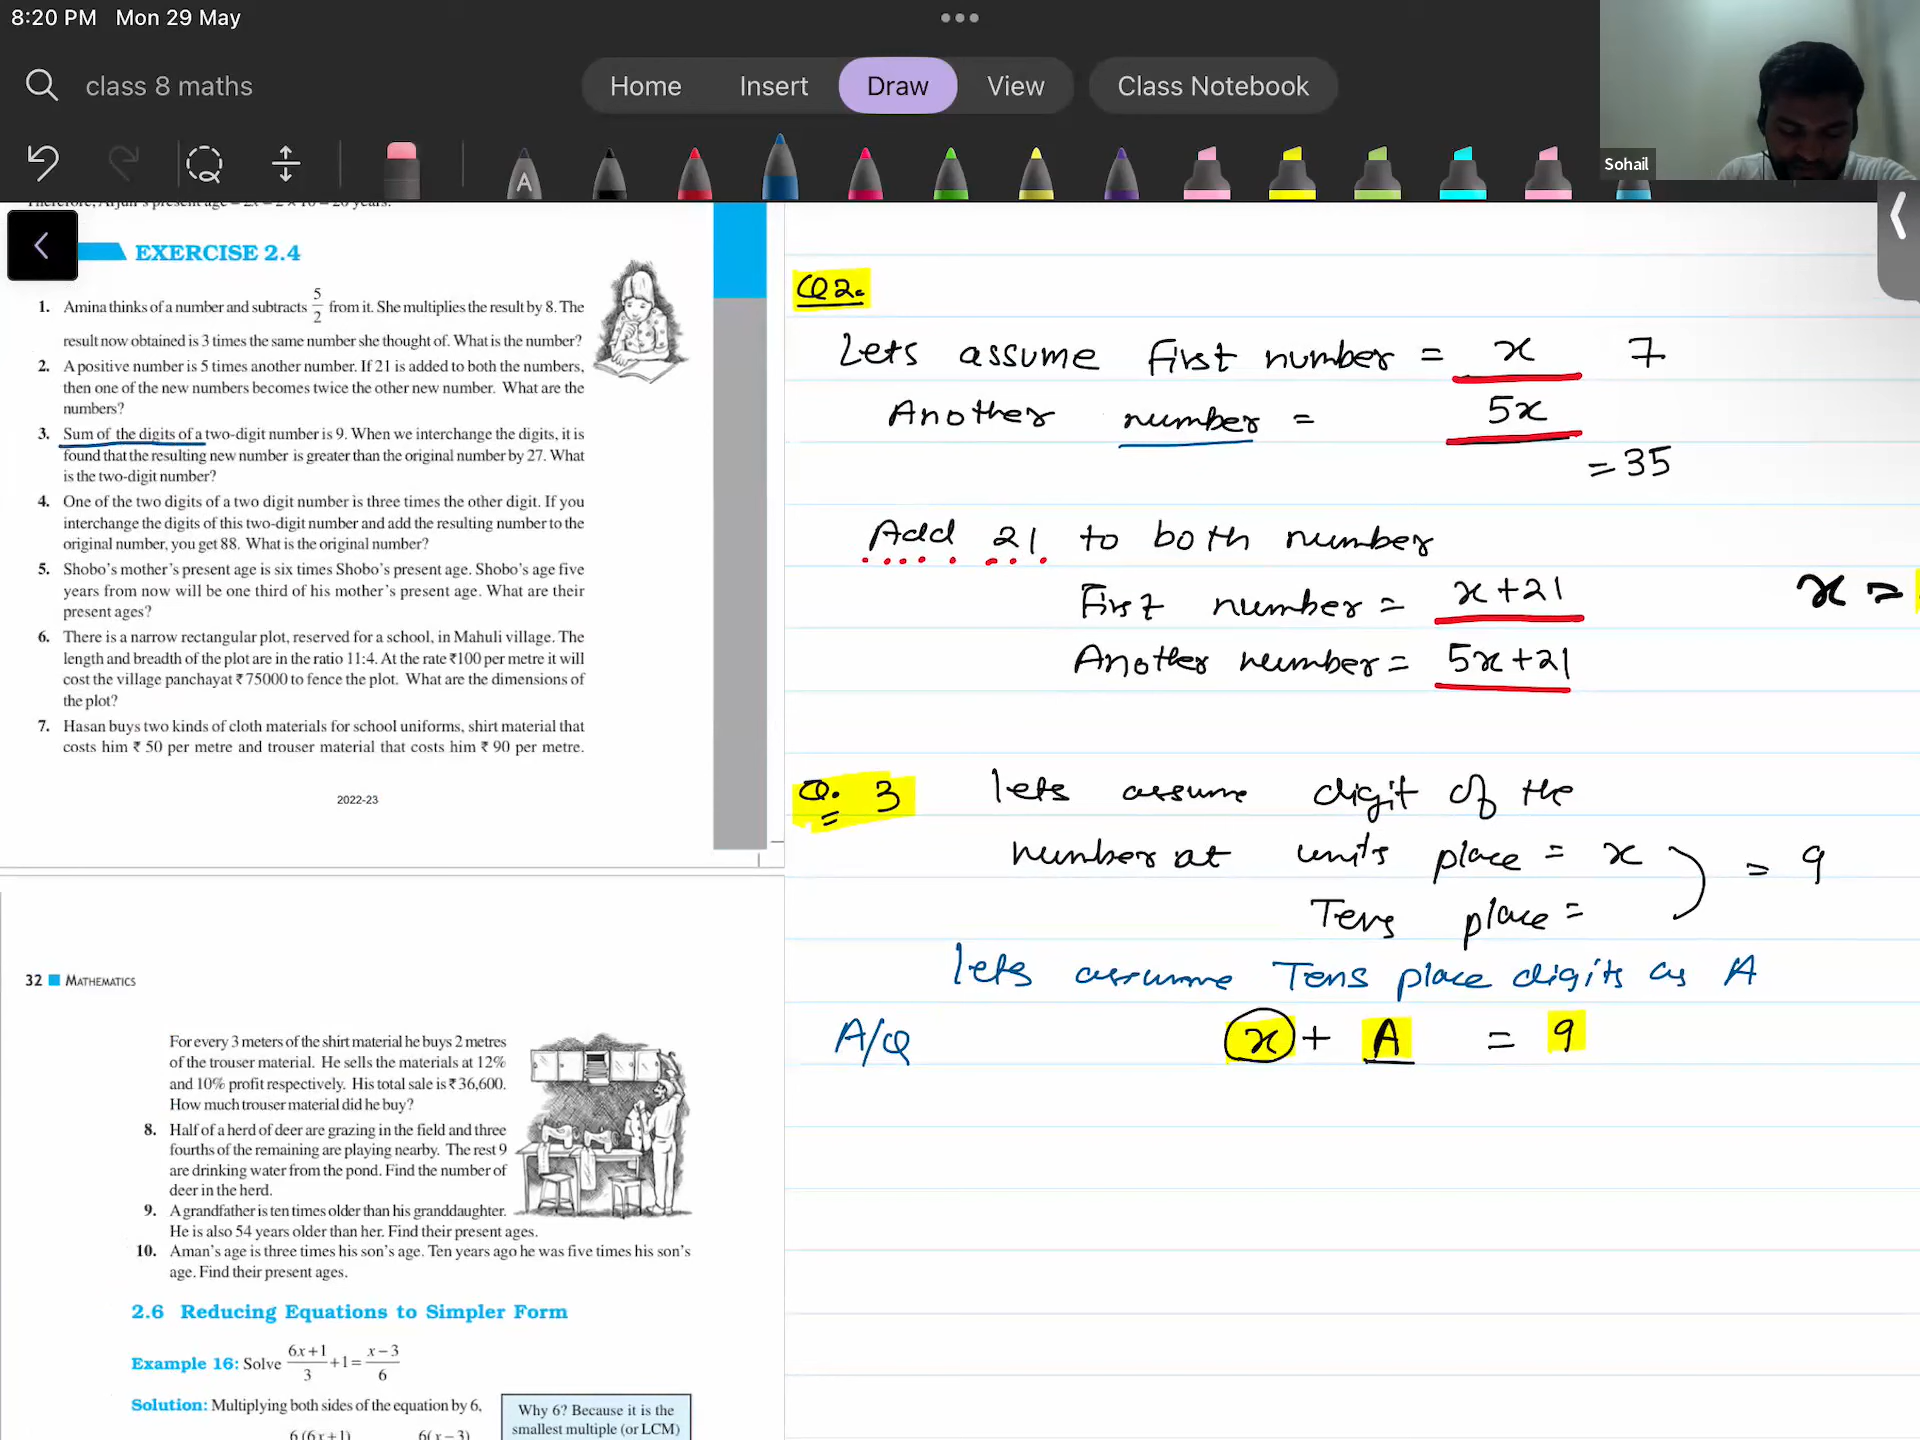 8:20 PM Mon 29 May
class 8 maths
Home Insert Draw View Class Notebook
A
Sohail
Therefore, Arjun's present age = 2x = 2 × 10 = 20 years.
EXERCISE 2.4
1. Amina thinks of a number and subtracts 5/2 from it. She multiplies the result by 8. The
result now obtained is 3 times the same number she thought of. What is the number?
2. A positive number is 5 times another number. If 21 is added to both the numbers,
then one of the new numbers becomes twice the other new number. What are the
numbers?
3. Sum of the digits of a two-digit number is 9. When we interchange the digits, it is
found that the resulting new number is greater than the original number by 27. What
is the two-digit number?
4. One of the two digits of a two digit number is three times the other digit. If you
interchange the digits of this two-digit number and add the resulting number to the
original number, you get 88. What is the original number?
5. Shobo's mother's present age is six times Shobo's present age. Shobo's age five
years from now will be one third of his mother's present age. What are their
present ages?
6. There is a narrow rectangular plot, reserved for a school, in Mahuli village. The
length and breadth of the plot are in the ratio 11:4. At the rate ₹100 per metre it will
cost the village panchayat ₹ 75000 to fence the plot. What are the dimensions of
the plot?
7. Hasan buys two kinds of cloth materials for school uniforms, shirt material that
costs him ₹ 50 per metre and trouser material that costs him ₹ 90 per metre.
2022-23
32 MATHEMATICS
For every 3 meters of the shirt material he buys 2 metres
of the trouser material. He sells the materials at 12%
and 10% profit respectively. His total sale is ₹ 36,600.
How much trouser material did he buy?
8. Half of a herd of deer are grazing in the field and three
fourths of the remaining are playing nearby. The rest 9
are drinking water from the pond. Find the number of
deer in the herd.
9. A grandfather is ten times older than his granddaughter.
He is also 54 years older than her. Find their present ages.
10. Aman's age is three times his son's age. Ten years ago he was five times his son's
age. Find their present ages.
2.6 Reducing Equations to Simpler Form
Example 16: Solve (6x+1)/3 + 1 = (x−3)/6
Solution: Multiplying both sides of the equation by 6,
Why 6? Because it is the
smallest multiple (or LCM)
6(6x+1) 6(x−3)
Q2.
Lets assume First number = x 7
Another number = 5x
= 35
Add 21 to both number
First number = x+21
x =
Another number = 5x+21
Q. 3 lets assume digit of the
number at units place = x = 9
Tens place =
lets assume Tens place digits as A
A/Q x + A = 9